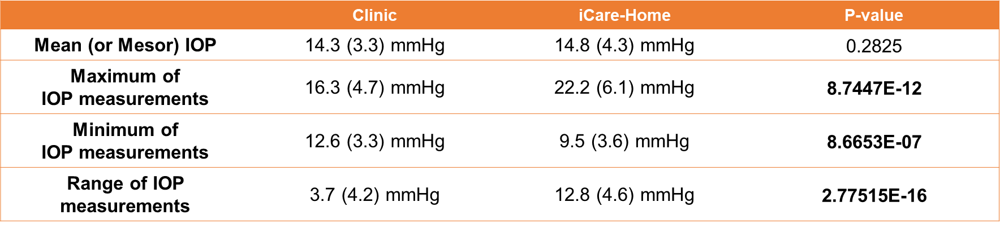 Clinic iCare-Home P-value
Mean (or Mesor) IOP 14.3 (3.3) mmHg 14.8 (4.3) mmHg 0.2825
Maximum of
IOP measurements 16.3 (4.7) mmHg 22.2 (6.1) mmHg 8.7447E-12
Minimum of
IOP measurements 12.6 (3.3) mmHg 9.5 (3.6) mmHg 8.6653E-07
Range of IOP
measurements 3.7 (4.2) mmHg 12.8 (4.6) mmHg 2.77515E-16